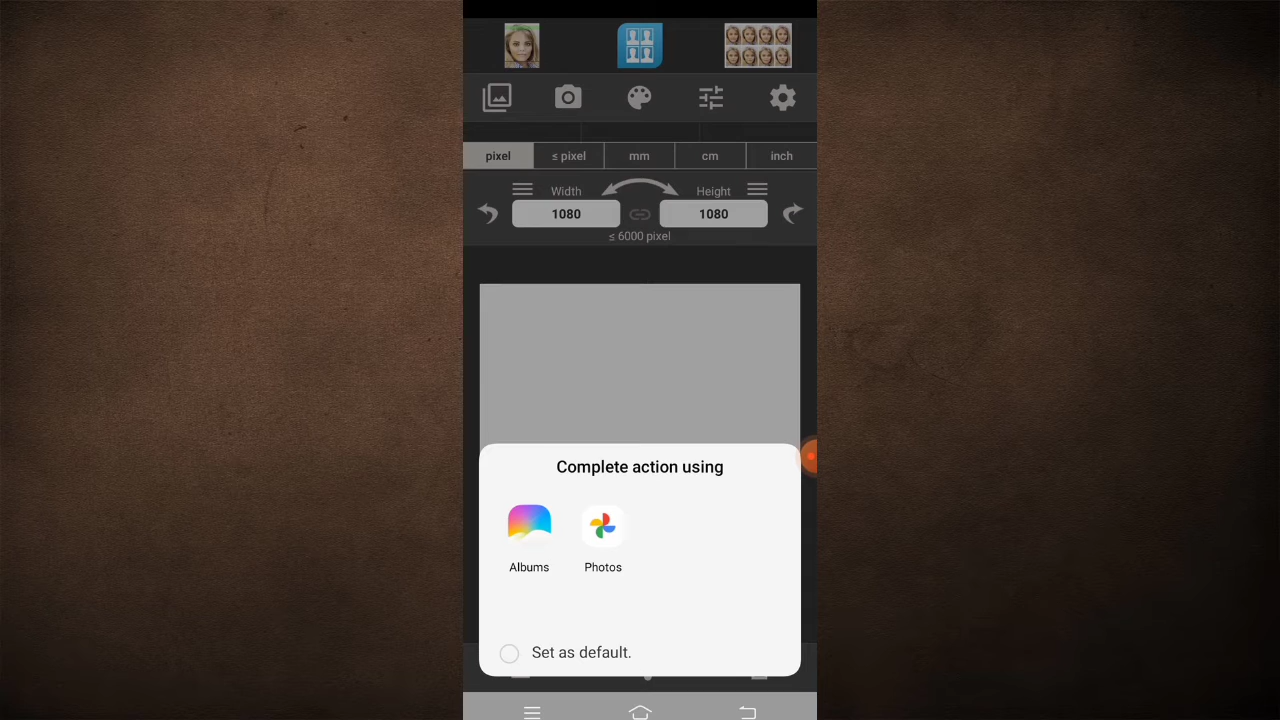 pixel ≤ pixel mm cm inch
Width Height
1080 1080
≤ 6000 pixel
Complete action using
Albums Photos
Set as default.